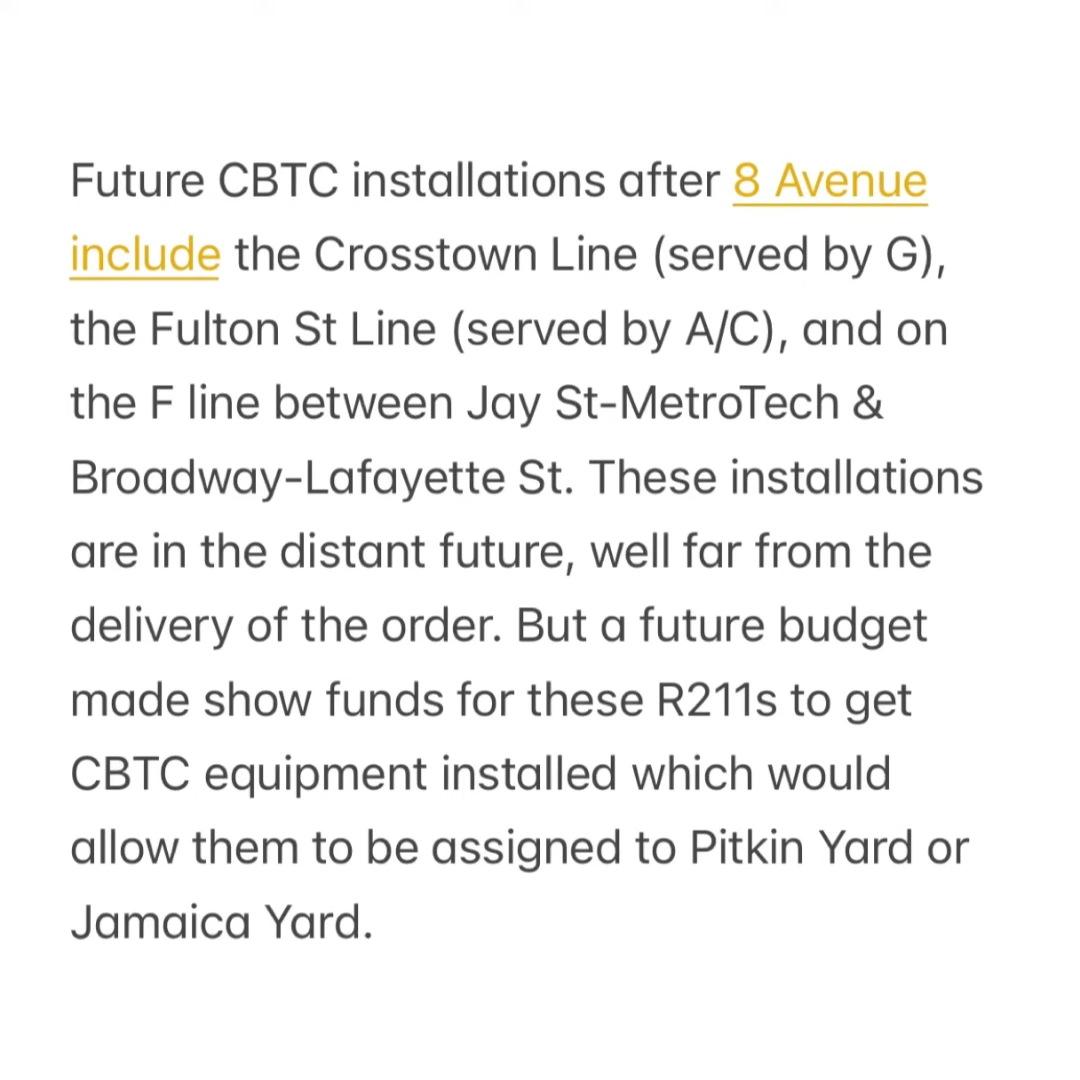 Future CBTC installations after 8 Avenue
include the Crosstown Line (served by G),
the Fulton St Line (served by A/C), and on
the F line between Jay St-MetroTech &
Broadway-Lafayette St. These installations
are in the distant future, well far from the
delivery of the order. But a future budget
made show funds for these R211s to get
CBTC equipment installed which would
allow them to be assigned to Pitkin Yard or
Jamaica Yard.